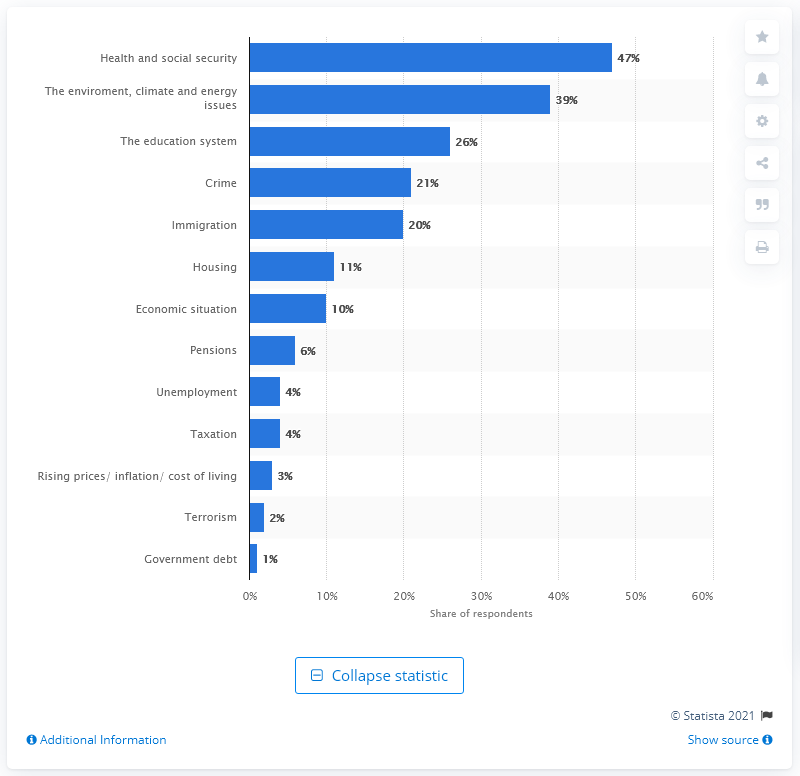 Health and social security 47%
The enviroment, climate and energy
issues 39%
The education system 26%
Crime 21%
Immigration 20%
Housing 11%
Economic situation 10%
Pensions 6%
Unemployment 4%
Taxation 4%
Rising prices/ inflation/ cost of living 3%
Terrorism 2%
Government debt 1%
0% 10% 20% 30% 40% 50% 60%
Share of respondents
Collapse statistic
© Statista 2021
Additional Information Show source